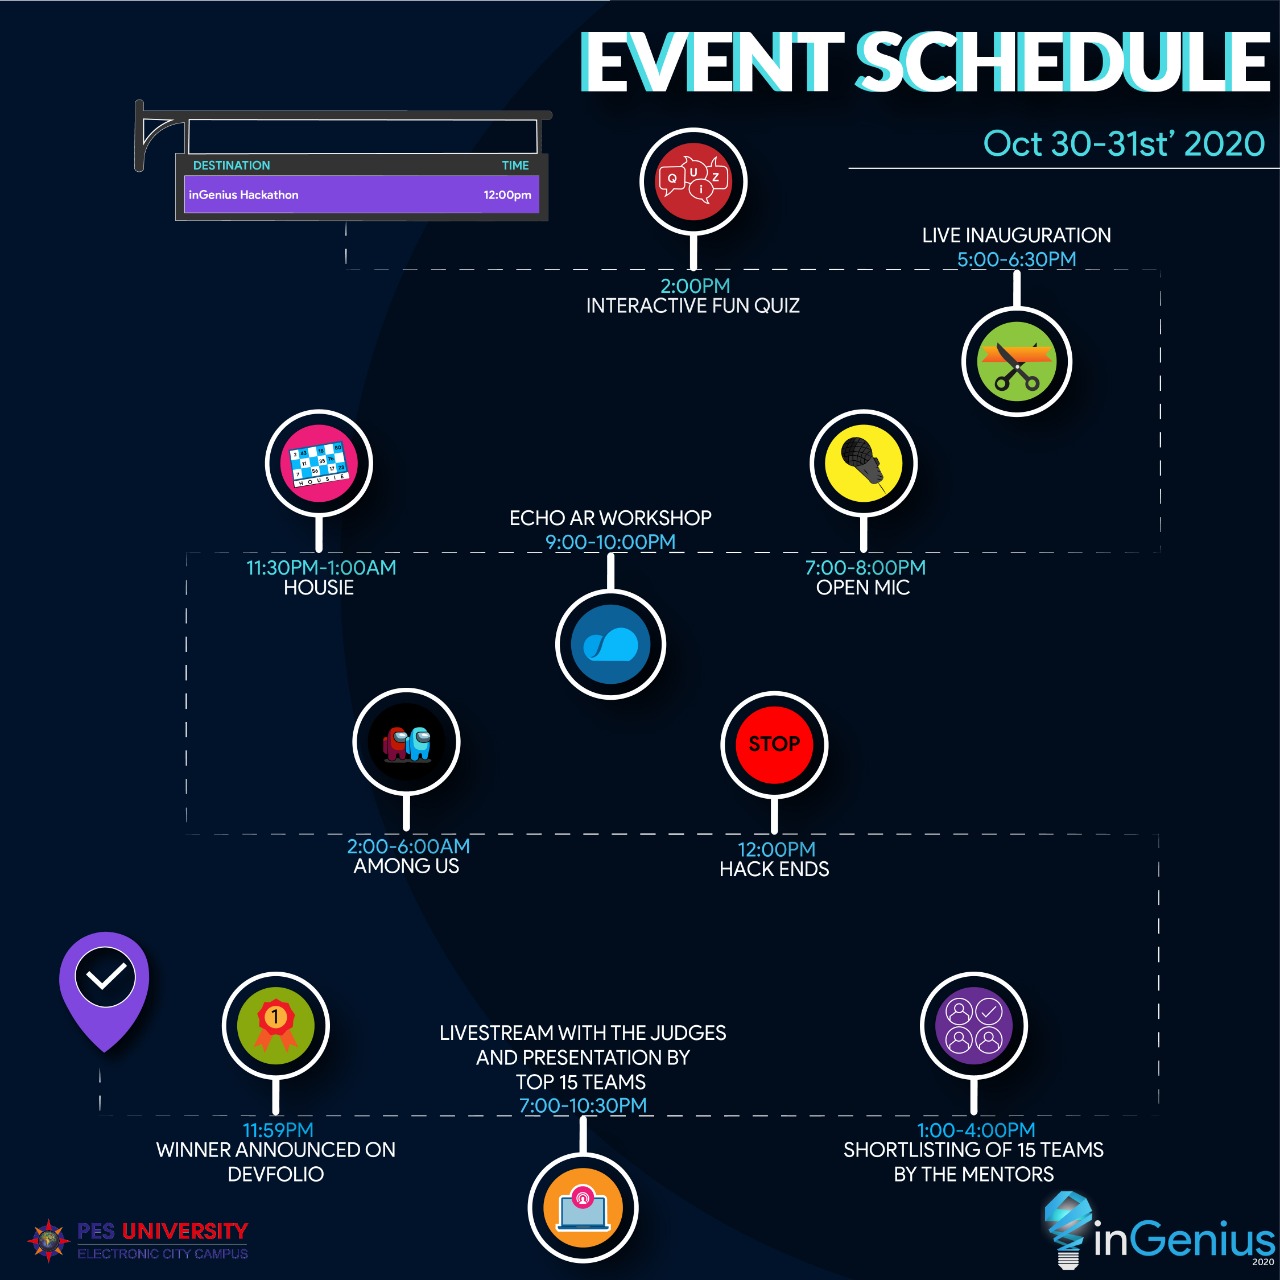 EVENT SCHEDULE
Oct 30-31st' 2020
DESTINATION TIME
inGenius Hackathon 12:00pm
QUiZ
2:00PM
INTERACTIVE FUN QUIZ
LIVE INAUGURATION
5:00-6:30PM
7:00-8:00PM
OPEN MIC
ECHO AR WORKSHOP
9:00-10:00PM
HOUSIE
11:30PM-1:00AM
HOUSIE
2:00-6:00AM
AMONG US
STOP
12:00PM
HACK ENDS
1:00-4:00PM
SHORTLISTING OF 15 TEAMS
BY THE MENTORS
LIVESTREAM WITH THE JUDGES
AND PRESENTATION BY
TOP 15 TEAMS
7:00-10:30PM
1
11:59PM
WINNER ANNOUNCED ON
DEVFOLIO
PES UNIVERSITY
ELECTRONIC CITY CAMPUS
inGenius
2020